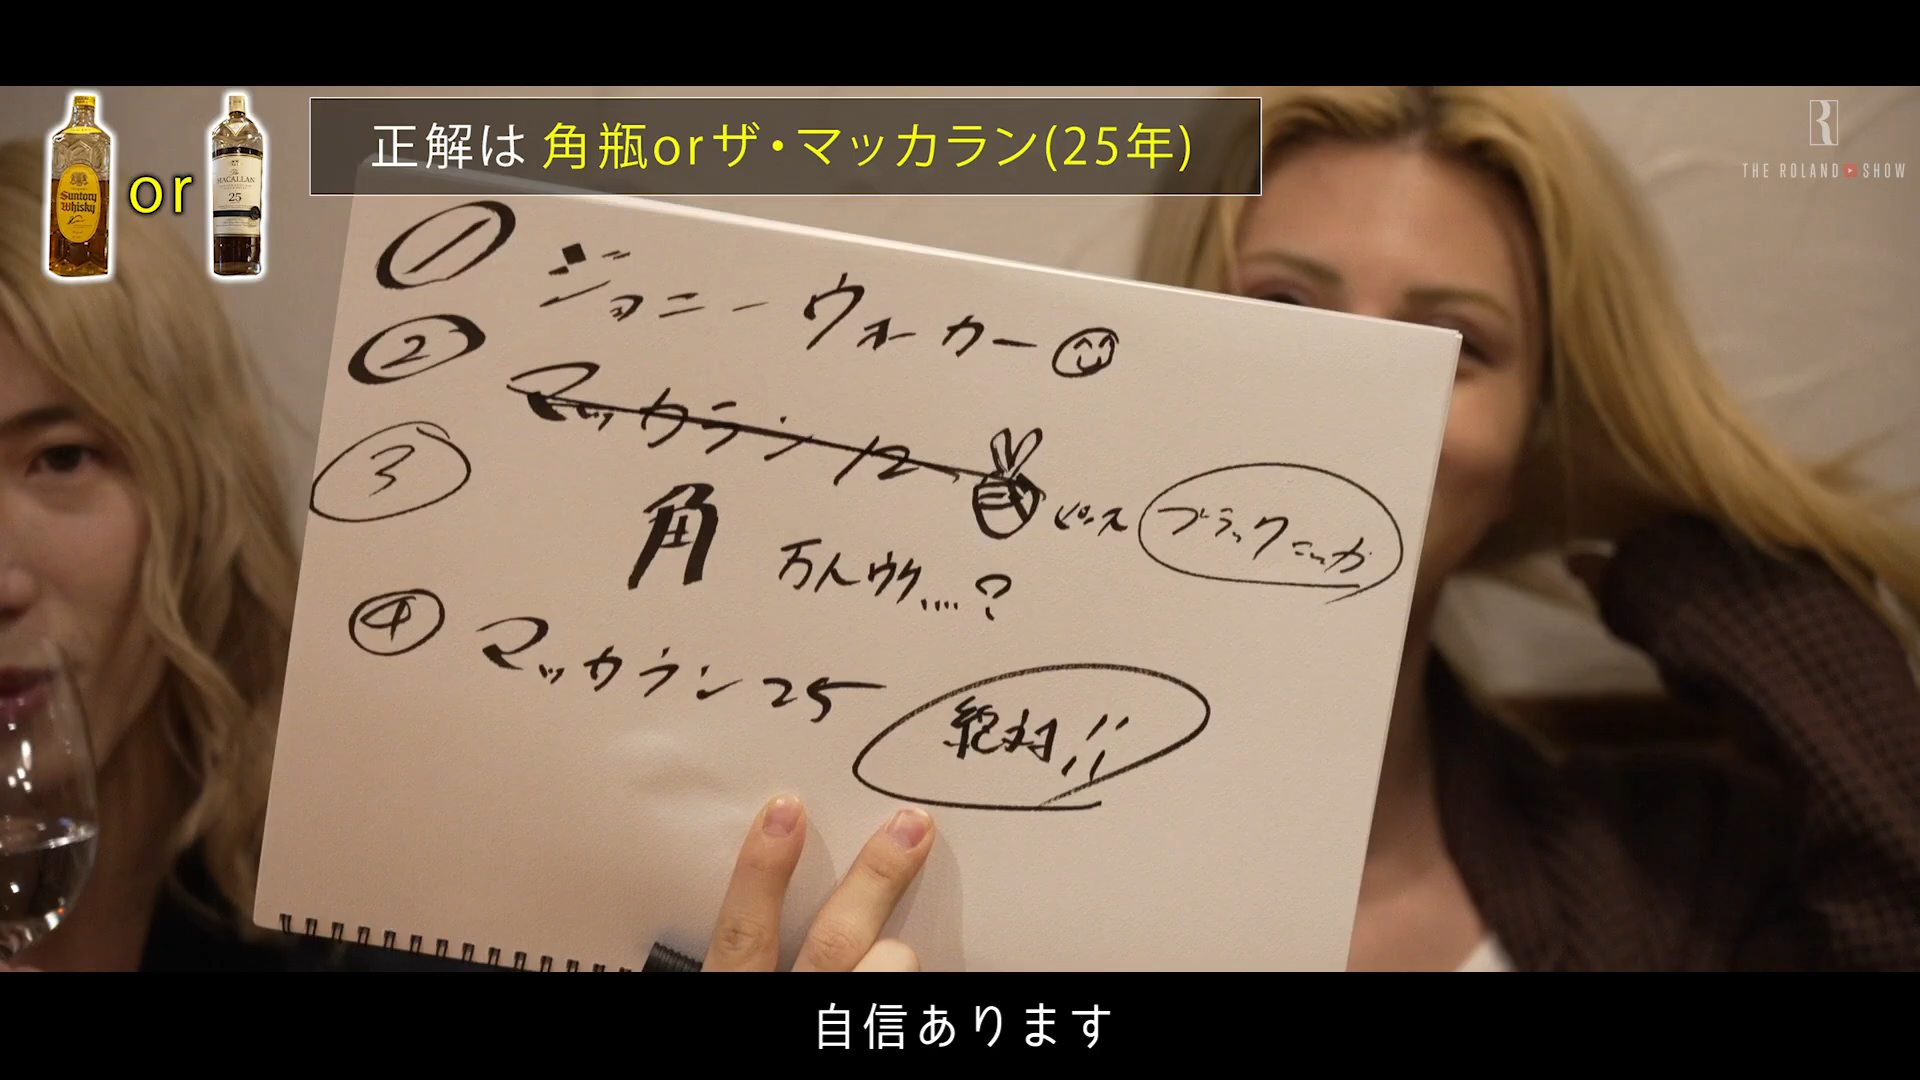 正解は 角瓶orザ・マッカラン(25年)
or
Suntory
Whisky
The
MACALLAN
25
R
THE ROLAND SHOW
① ジョニーウォーカー
② マッカラン12
ピース
ブラックニッカ
③ 角 万人ウケ....?
④ マッカラン25
絶対!!
自信あります